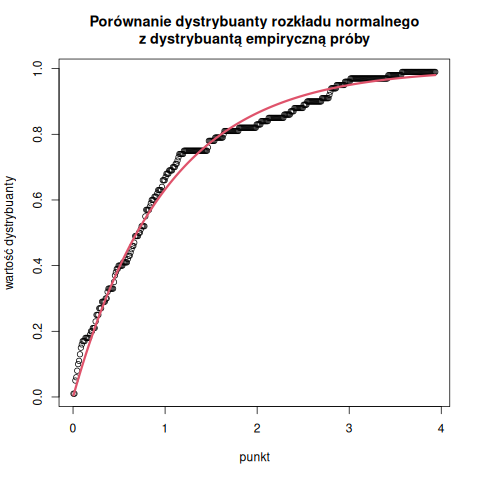 Porównanie dystrybuanty rozkładu normalnego
z dystrybuantą empiryczną próby
wartość dystrybuanty
1.0
0.8
0.6
0.4
0.2
0.0
0 1 2 3 4
punkt